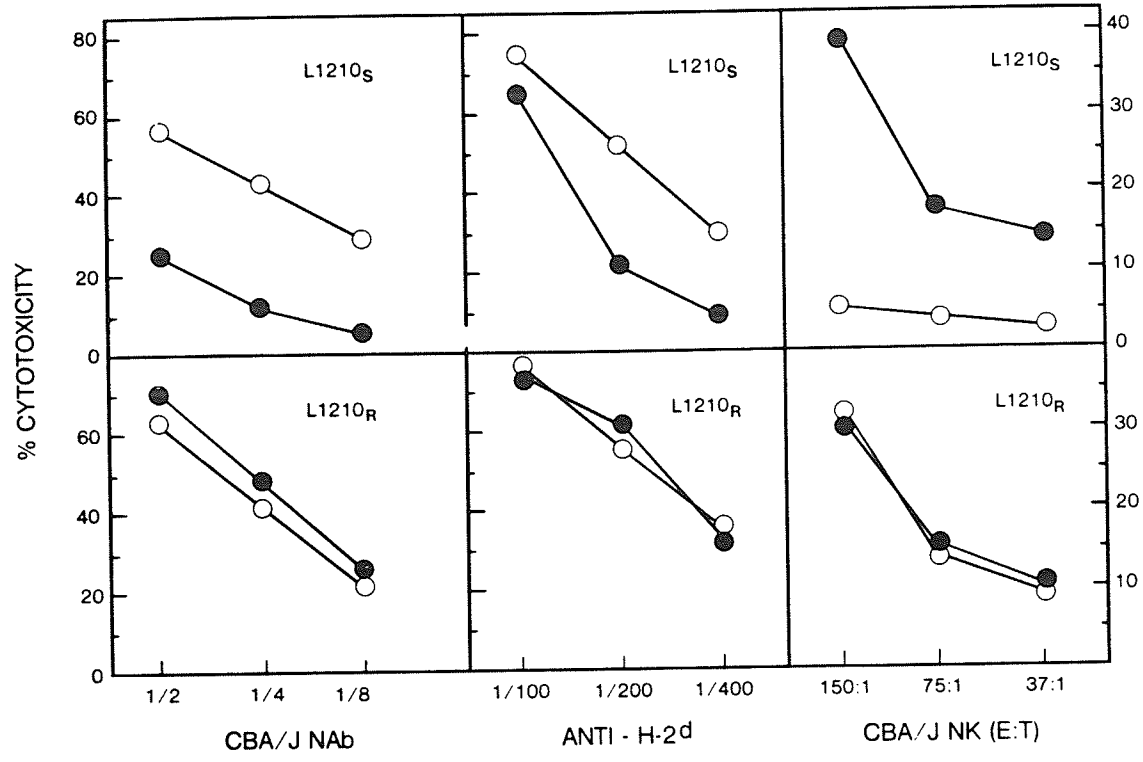 % CYTOTOXICITY
80
60
40
20
0
L1210S
L1210S
L1210S
40
30
20
10
0
60
40
20
0
L1210R
L1210R
L1210R
30
20
10
1/2 1/4 1/8
1/100 1/200 1/400
150:1 75:1 37:1
CBA/J NAb
ANTI - H-2d
CBA/J NK (E:T)